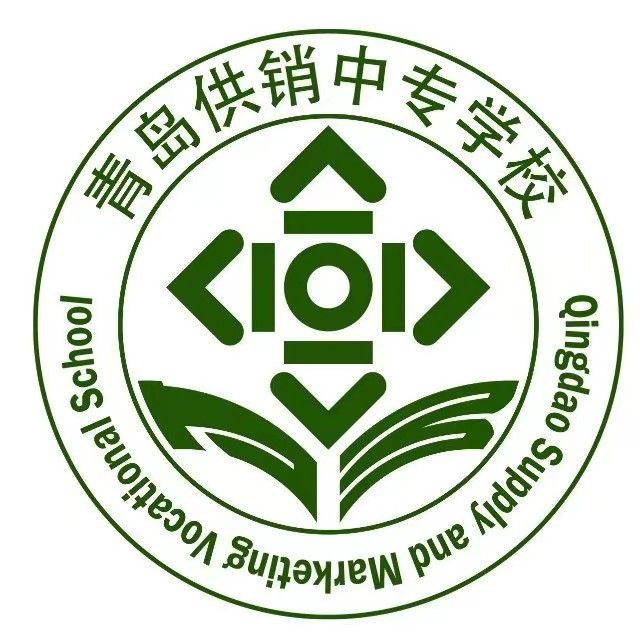 青岛供销中专学校
Qingdao Supply and Marketing Vocational School